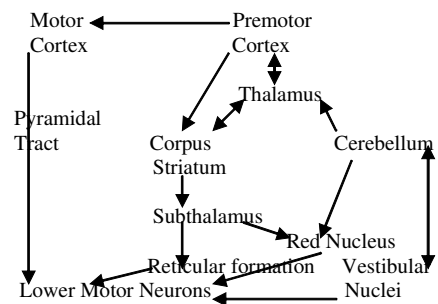 Motor
Cortex
Premotor
Cortex
Thalamus
Pyramidal
Tract
Corpus
Striatum
Cerebellum
Subthalamus
Red Nucleus
Reticular formation
Vestibular
Nuclei
Lower Motor Neurons